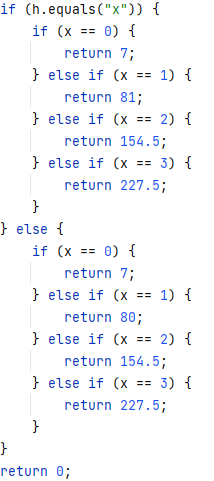 if (h.equals("x")) {
    if (x == 0) {
        return 7;
    } else if (x == 1) {
        return 81;
    } else if (x == 2) {
        return 154.5;
    } else if (x == 3) {
        return 227.5;
    }
} else {
    if (x == 0) {
        return 7;
    } else if (x == 1) {
        return 80;
    } else if (x == 2) {
        return 154.5;
    } else if (x == 3) {
        return 227.5;
    }
}
return 0;